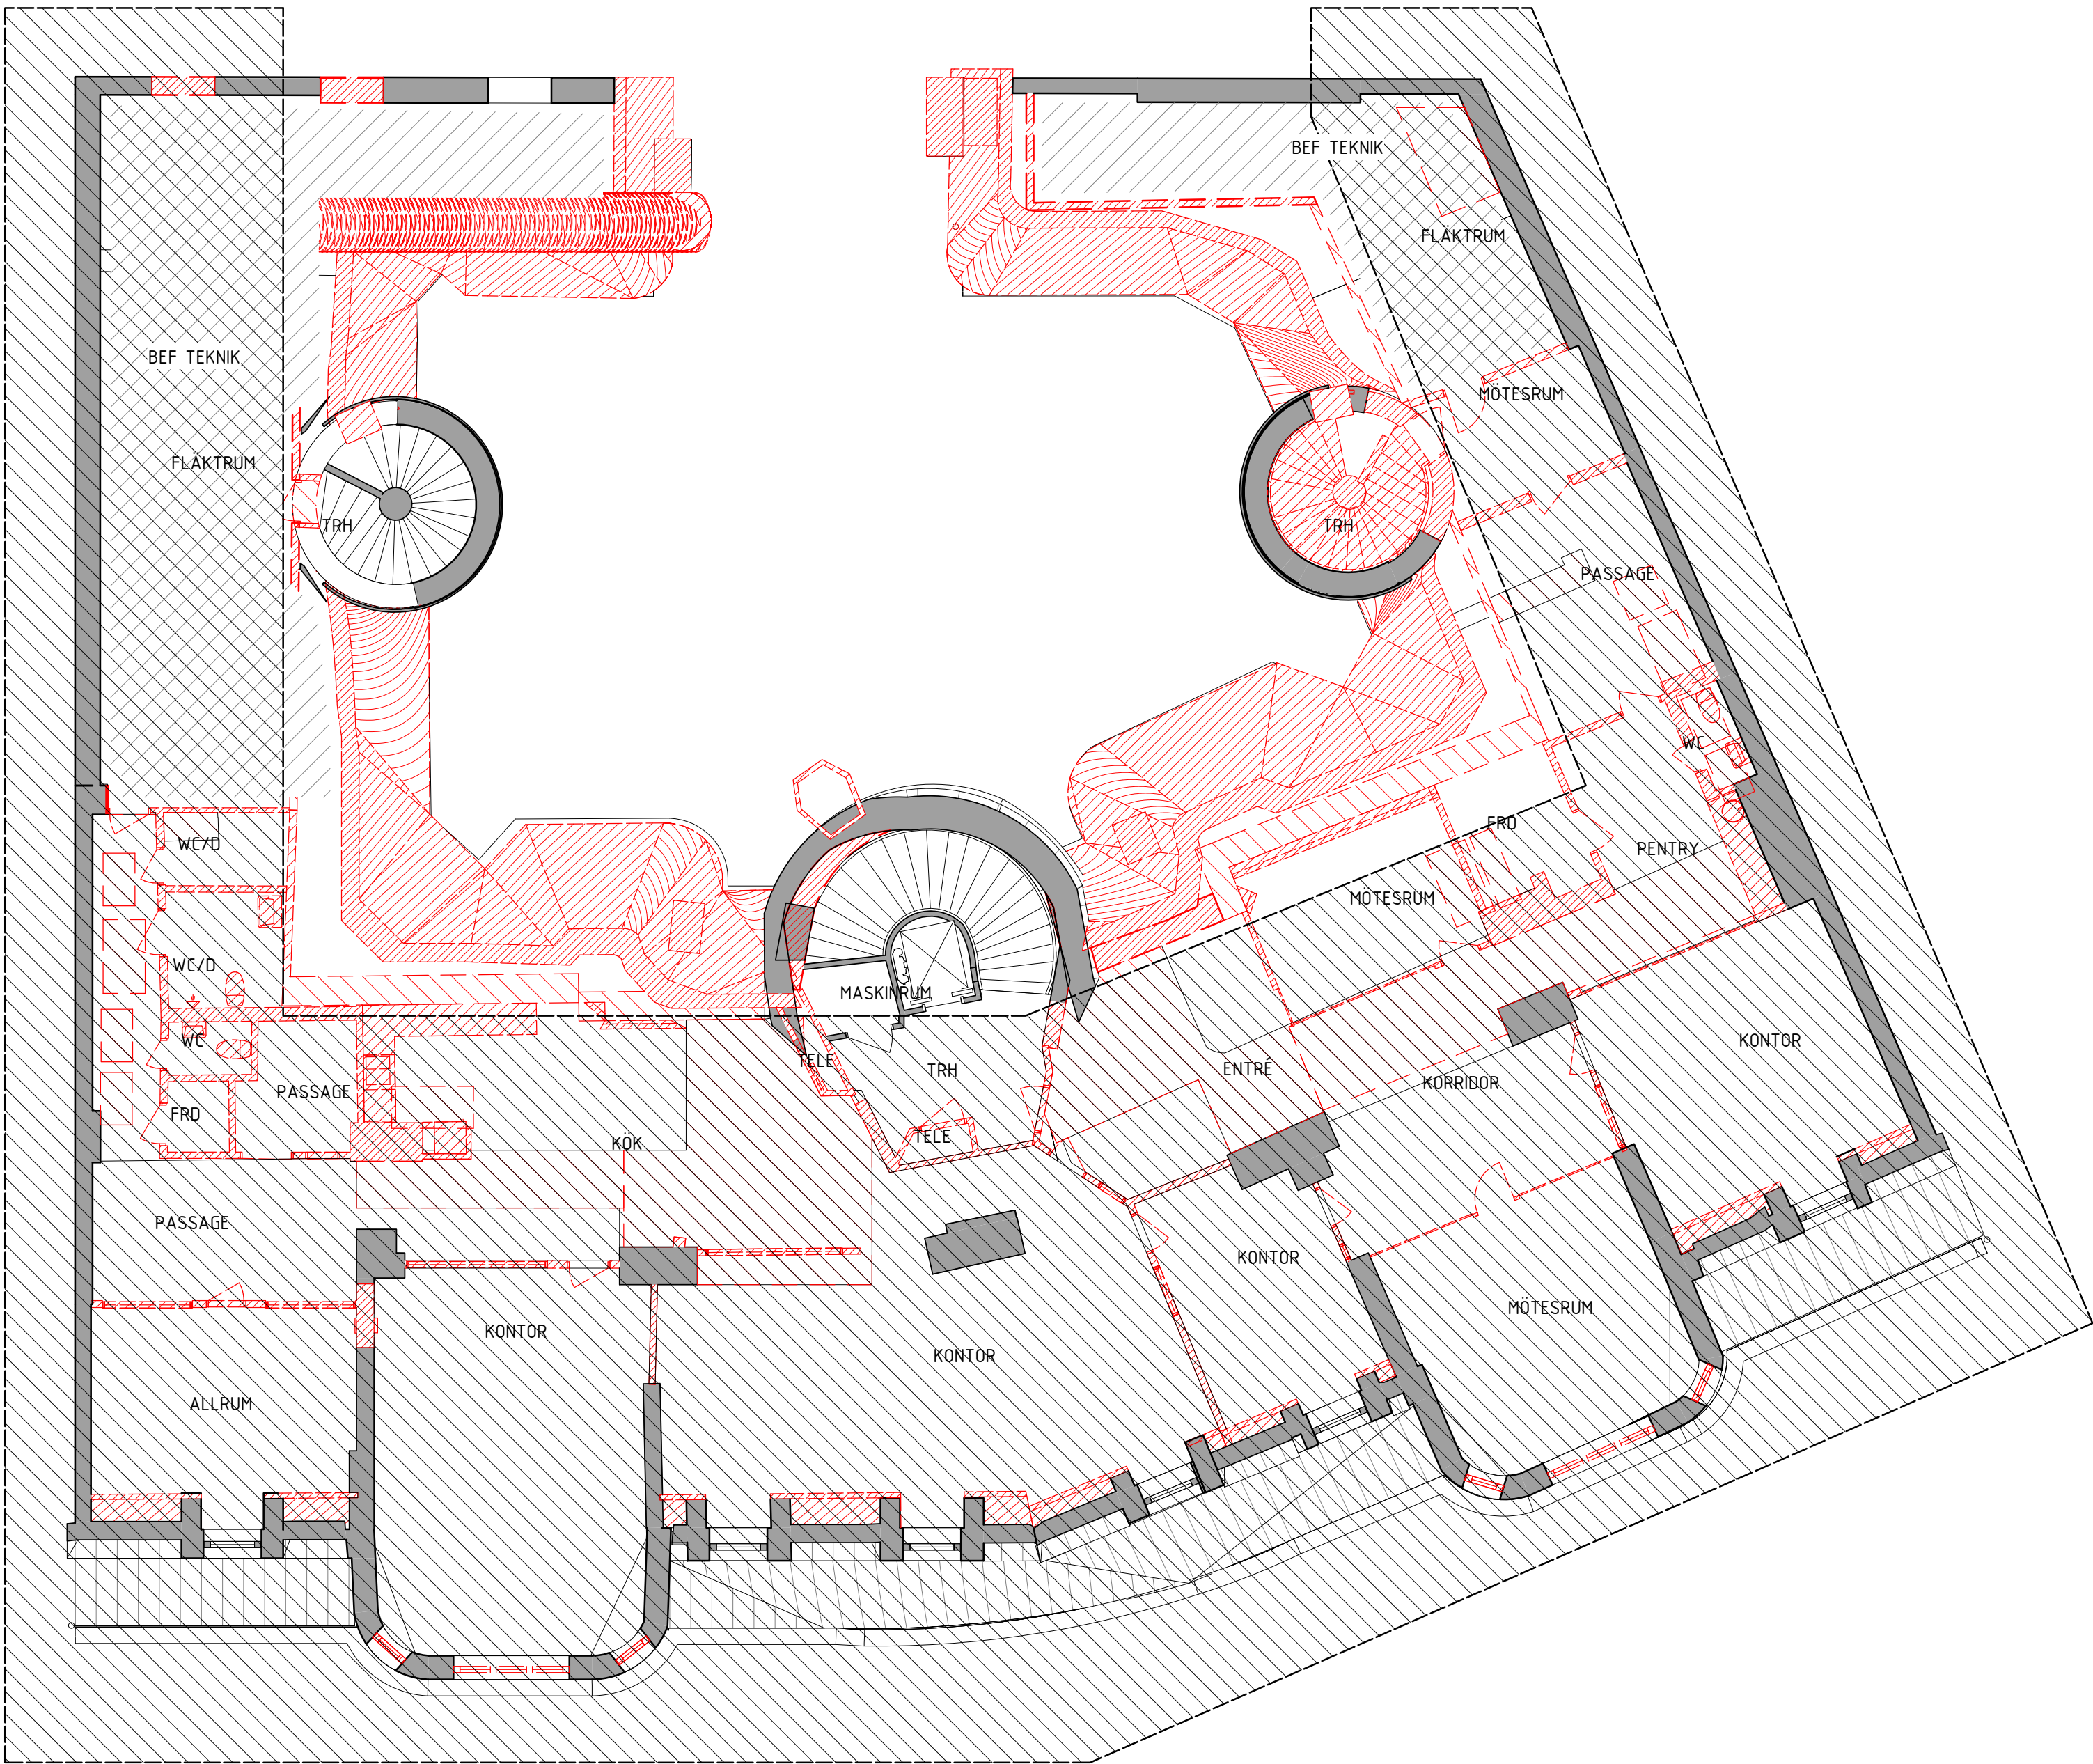 BEF TEKNIK
FLÄKTRUM
MÖTESRUM
BEF TEKNIK
FLÄKTRUM
TRH
TRH
PASSAGE
WC
FRD
PENTRY
WC/D
MÖTESRUM
WC/D
MASKINRUM
WC
TELE
TRH
ENTRÉ
KORRIDOR
KONTOR
PASSAGE
FRD
KÖK
TELE
PASSAGE
KONTOR
MÖTESRUM
KONTOR
KONTOR
ALLRUM